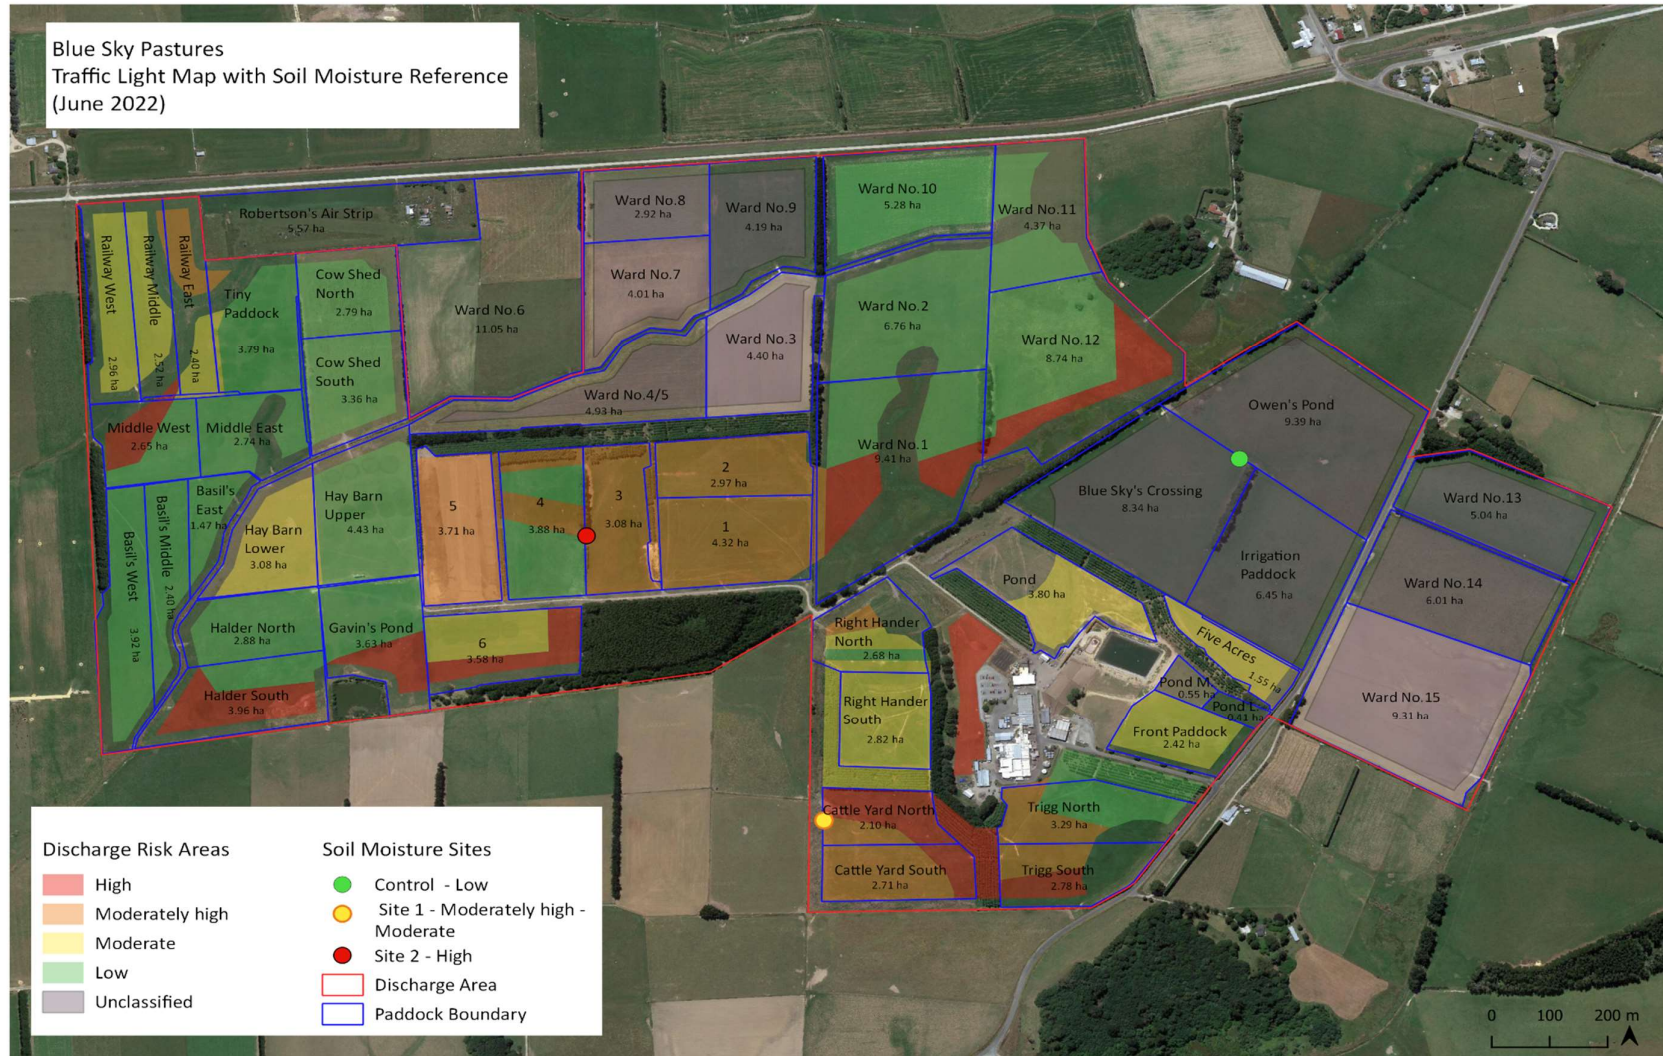 Blue Sky Pastures
Traffic Light Map with Soil Moisture Reference
(June 2022)
Robertson's Air Strip
5.57 ha
Railway West
2.96 ha
Railway Middle
2.52 ha
Railway East
2.40 ha
Tiny
Paddock
3.79 ha
Cow Shed
North
2.79 ha
Cow Shed
South
3.36 ha
Ward No.6
11.05 ha
Ward No.8
2.92 ha
Ward No.9
4.19 ha
Ward No.7
4.01 ha
Ward No.3
4.40 ha
Ward No.4/5
4.93 ha
Ward No.10
5.28 ha
Ward No.11
4.37 ha
Ward No.2
6.76 ha
Ward No.12
8.74 ha
Ward No.1
9.41 ha
Owen's Pond
9.39 ha
Blue Sky's Crossing
8.34 ha
Irrigation
Paddock
6.45 ha
Ward No.13
5.04 ha
Ward No.14
6.01 ha
Ward No.15
9.31 ha
Middle West
2.65 ha
Middle East
2.74 ha
Basil's West
3.92 ha
Basil's Middle
2.40 ha
Basil's
East
1.47 ha
Hay Barn
Lower
3.08 ha
Hay Barn
Upper
4.43 ha
5
3.71 ha
4
3.88 ha
3
3.08 ha
2
2.97 ha
1
4.32 ha
Halder North
2.88 ha
Gavin's Pond
3.63 ha
6
3.58 ha
Halder South
3.96 ha
Pond
3.80 ha
Five Acres
1.55 ha
Pond M.
0.55 ha
Pond L.
0.41 ha
Front Paddock
2.42 ha
Right Hander
North
2.68 ha
Right Hander
South
2.82 ha
Cattle Yard North
2.10 ha
Cattle Yard South
2.71 ha
Trigg North
3.29 ha
Trigg South
2.78 ha
Discharge Risk Areas
High
Moderately high
Moderate
Low
Unclassified
Soil Moisture Sites
Control - Low
Site 1 - Moderately high -
Moderate
Site 2 - High
Discharge Area
Paddock Boundary
0 100 200 m